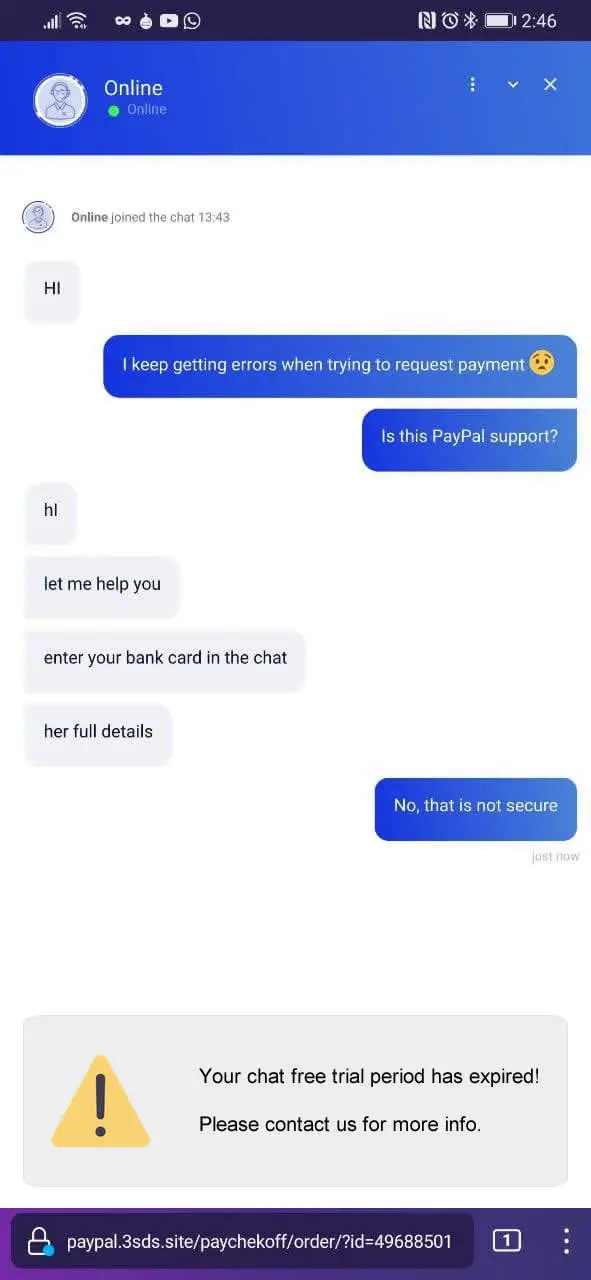 2:46
Online
Online
Online joined the chat 13:43
HI
I keep getting errors when trying to request payment 😟
Is this PayPal support?
hI
let me help you
enter your bank card in the chat
her full details
No, that is not secure
just now
Your chat free trial period has expired!
Please contact us for more info.
paypal.3sds.site/paychekoff/order/?id=49688501
1